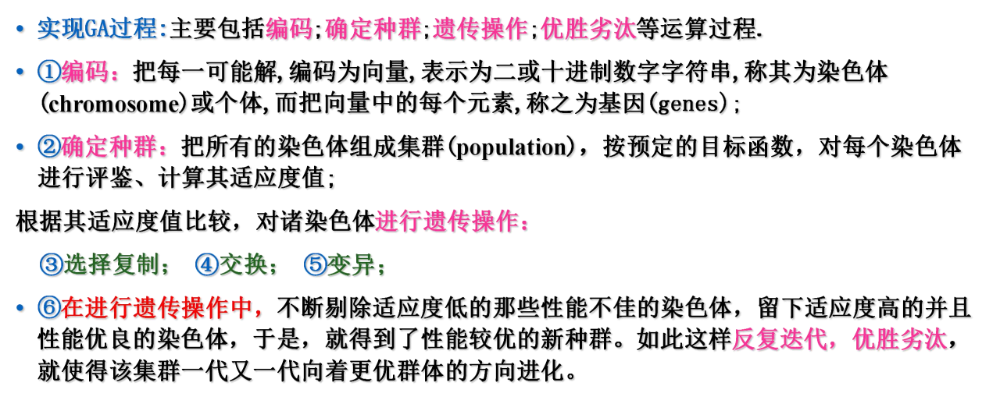 • 实现GA过程:主要包括编码;确定种群;遗传操作;优胜劣汰等运算过程.
• ①编码：把每一可能解,编码为向量,表示为二或十进制数字字符串,称其为染色体
(chromosome)或个体,而把向量中的每个元素,称之为基因(genes);
• ②确定种群：把所有的染色体组成集群(population)，按预定的目标函数，对每个染色体
进行评鉴、计算其适应度值;
根据其适应度值比较，对诸染色体进行遗传操作：
③选择复制； ④交换； ⑤变异；
• ⑥在进行遗传操作中，不断剔除适应度低的那些性能不佳的染色体，留下适应度高的并且
性能优良的染色体，于是，就得到了性能较优的新种群。如此这样反复迭代，优胜劣汰，
就使得该集群一代又一代向着更优群体的方向进化。